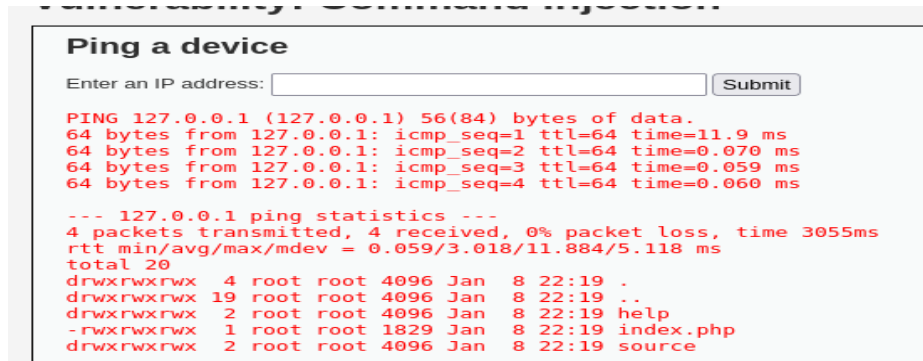 Vulnerability: Command Injection
Ping a device
Enter an IP address: Submit
PING 127.0.0.1 (127.0.0.1) 56(84) bytes of data.
64 bytes from 127.0.0.1: icmp_seq=1 ttl=64 time=11.9 ms
64 bytes from 127.0.0.1: icmp_seq=2 ttl=64 time=0.070 ms
64 bytes from 127.0.0.1: icmp_seq=3 ttl=64 time=0.059 ms
64 bytes from 127.0.0.1: icmp_seq=4 ttl=64 time=0.060 ms
--- 127.0.0.1 ping statistics ---
4 packets transmitted, 4 received, 0% packet loss, time 3055ms
rtt min/avg/max/mdev = 0.059/3.018/11.884/5.118 ms
total 20
drwxrwxrwx 4 root root 4096 Jan 8 22:19 .
drwxrwxrwx 19 root root 4096 Jan 8 22:19 ..
drwxrwxrwx 2 root root 4096 Jan 8 22:19 help
-rwxrwxrwx 1 root root 1829 Jan 8 22:19 index.php
drwxrwxrwx 2 root root 4096 Jan 8 22:19 source